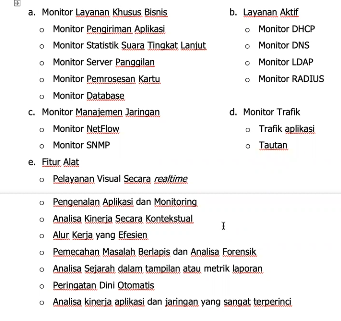 a. Monitor Layanan Khusus Bisnis
o Monitor Pengiriman Aplikasi
o Monitor Statistik Suara Tingkat Lanjut
o Monitor Server Panggilan
o Monitor Pemrosesan Kartu
o Monitor Database
b. Layanan Aktif
o Monitor DHCP
o Monitor DNS
o Monitor LDAP
o Monitor RADIUS
c. Monitor Manajemen Jaringan
o Monitor NetFlow
o Monitor SNMP
d. Monitor Trafik
o Trafik aplikasi
o Tautan
e. Fitur Alat
o Pelayanan Visual Secara realtime
o Pengenalan Aplikasi dan Monitoring
o Analisa Kinerja Secara Kontekstual
o Alur Kerja yang Efesien
o Pemecahan Masalah Berlapis dan Analisa Forensik
o Analisa Sejarah dalam tampilan atau metrik laporan
o Peringatan Dini Otomatis
o Analisa kinerja aplikasi dan jaringan yang sangat terperinci